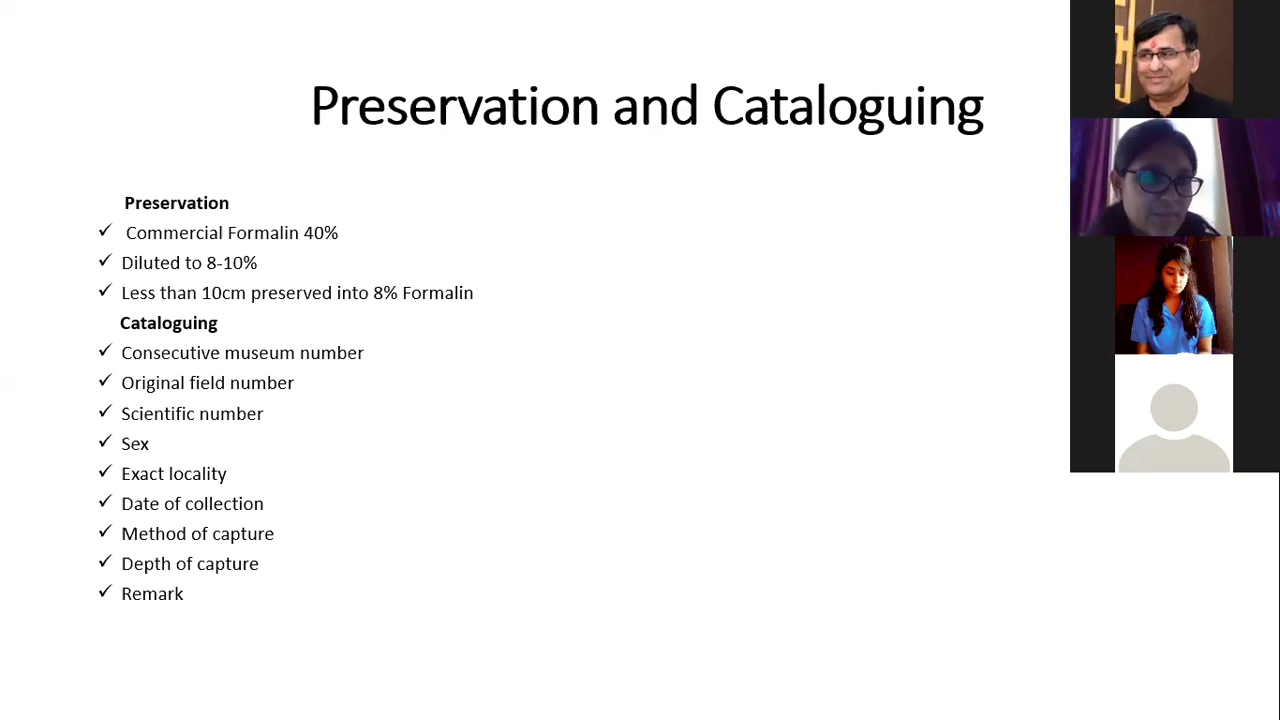 Preservation and Cataloguing
Preservation
✓ Commercial Formalin 40%
✓ Diluted to 8-10%
✓ Less than 10cm preserved into 8% Formalin
Cataloguing
✓ Consecutive museum number
✓ Original field number
✓ Scientific number
✓ Sex
✓ Exact locality
✓ Date of collection
✓ Method of capture
✓ Depth of capture
✓ Remark